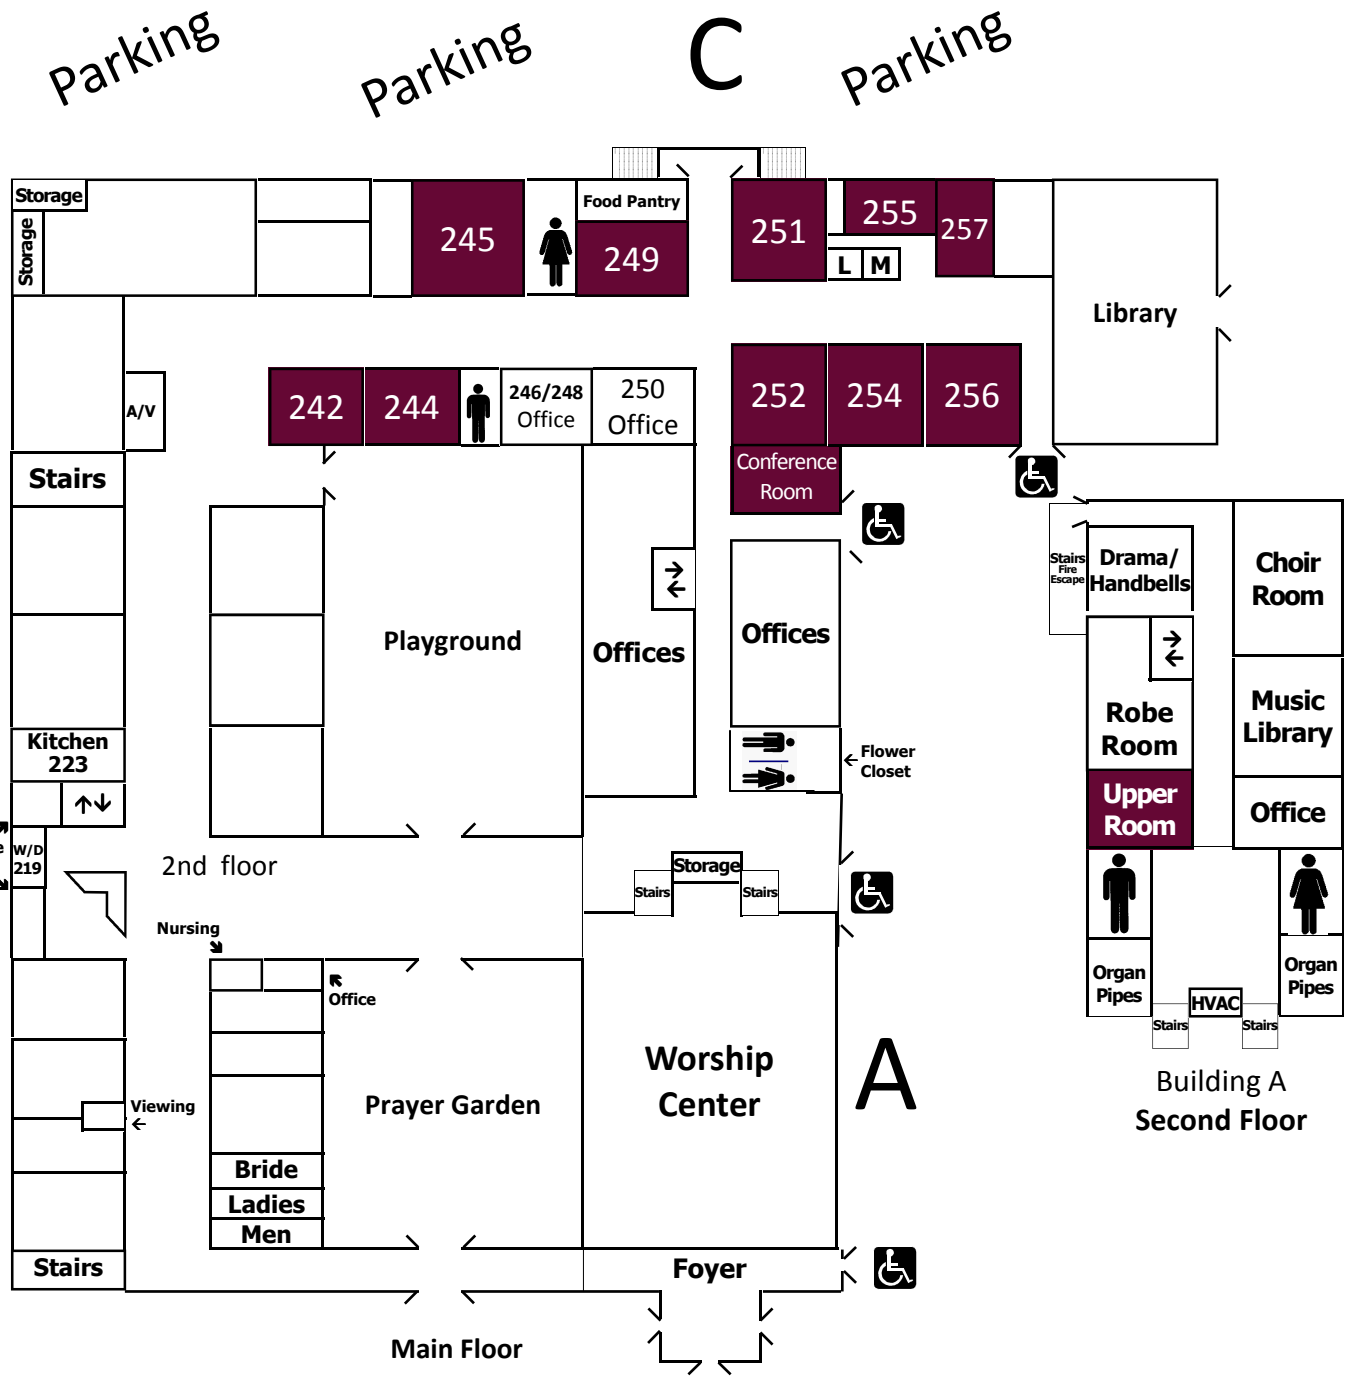 Parking
Parking
C
Parking
Storage
Storage
245
Food Pantry
249
251
255
257
L
M
Library
A/V
242
244
246/248
Office
250
Office
252
254
256
Conference
Room
Stairs
Playground
Offices
Offices
Kitchen
223
Flower
Closet
W/D
219
2nd floor
Storage
Stairs
Stairs
Nursing
Office
Viewing
Prayer Garden
Worship
Center
A
Bride
Ladies
Men
Stairs
Foyer
Main Floor
Stairs
Fire
Escape
Drama/
Handbells
Choir
Room
Robe
Room
Music
Library
Upper
Room
Office
Organ
Pipes
Organ
Pipes
HVAC
Stairs
Stairs
Building A
Second Floor